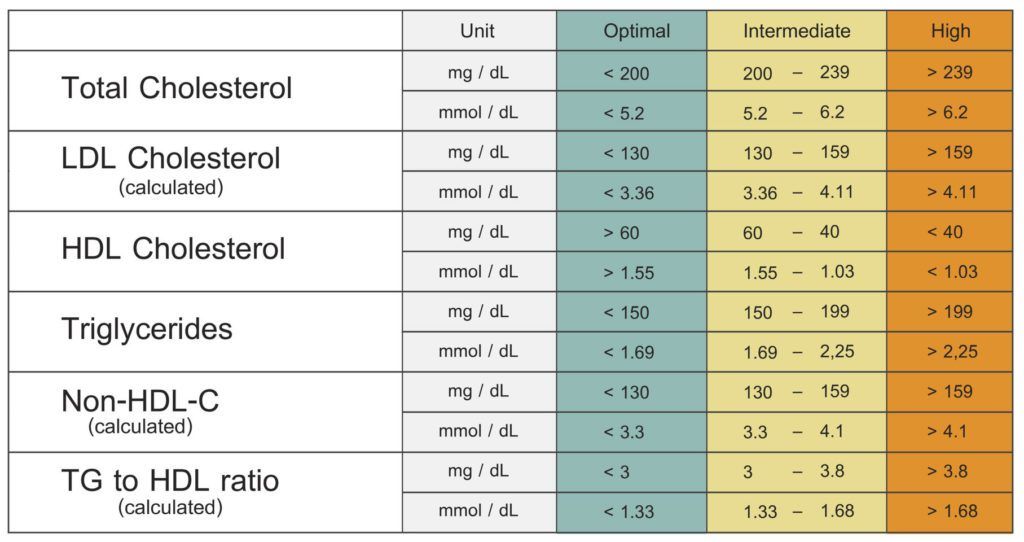 Unit Optimal Intermediate High
Total Cholesterol
mg / dL < 200 200 – 239 > 239
mmol / dL < 5.2 5.2 – 6.2 > 6.2
LDL Cholesterol
(calculated)
mg / dL < 130 130 – 159 > 159
mmol / dL < 3.36 3.36 – 4.11 > 4.11
HDL Cholesterol
mg / dL > 60 60 – 40 < 40
mmol / dL > 1.55 1.55 – 1.03 < 1.03
Triglycerides
mg / dL < 150 150 – 199 > 199
mmol / dL < 1.69 1.69 – 2,25 > 2,25
Non-HDL-C
(calculated)
mg / dL < 130 130 – 159 > 159
mmol / dL < 3.3 3.3 – 4.1 > 4.1
TG to HDL ratio
(calculated)
mg / dL < 3 3 – 3.8 > 3.8
mmol / dL < 1.33 1.33 – 1.68 > 1.68